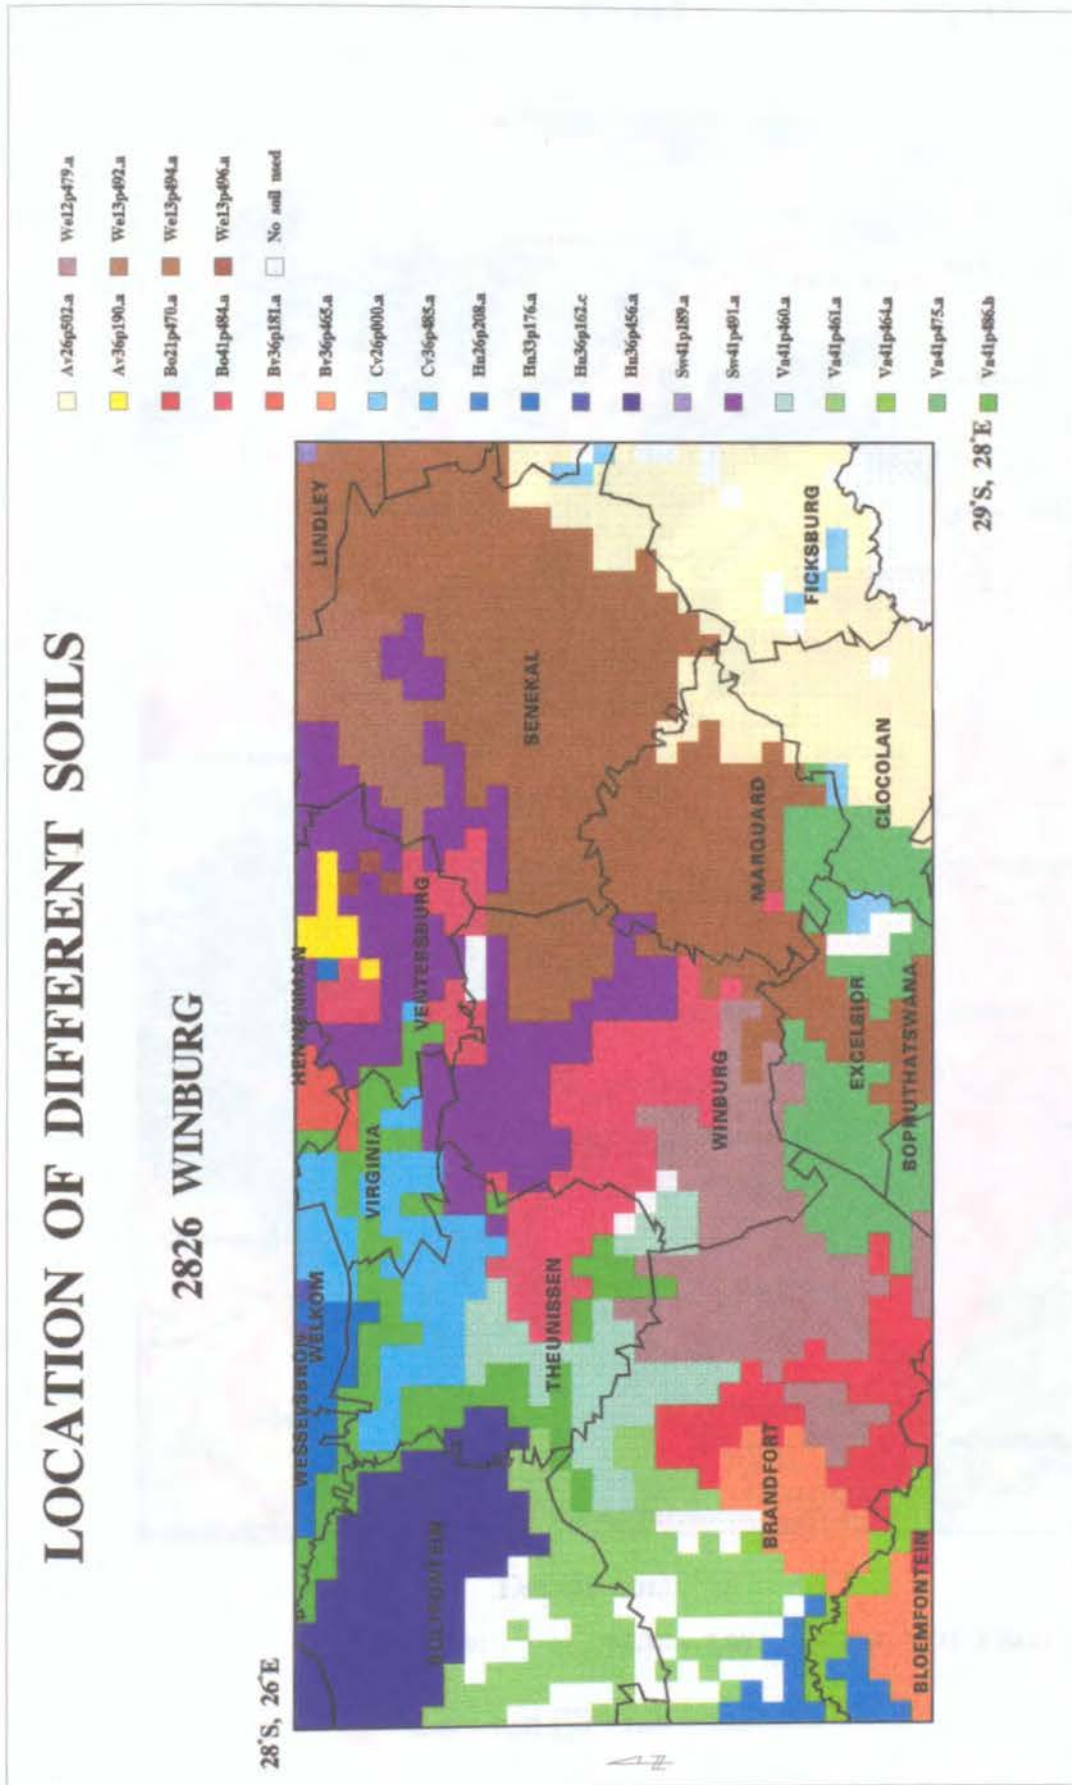 LOCATION OF DIFFERENT SOILS
2826 WINBURG
28°S, 26°E
WESSELSBRON
WELKOM
HENNENMAN
LINDLEY
VIRGINIA
VENTERSBURG
BULTFONTEIN
SENEKAL
THEUNISSEN
WINBURG
MARQUARD
BRANDFORT
FICKSBURG
EXCELSIOR
CLOCOLAN
BLOEMFONTEIN
BOPHUTHATSWANA
29°S, 28°E
Av26p502.a
Av36p190.a
Bo21p470.a
Bo41p484.a
Bv36p181.a
Bv36p465.a
Cv26p000.a
Cv36p485.a
Hu26p208.a
Hu33p176.a
Hu36p162.c
Hu36p456.a
Sw41p189.a
Sw41p491.a
Va41p460.a
Va41p461.a
Va41p464.a
Va41p475.a
Va41p486.b
We12p479.a
We13p492.a
We13p494.a
We13p496.a
No soil used